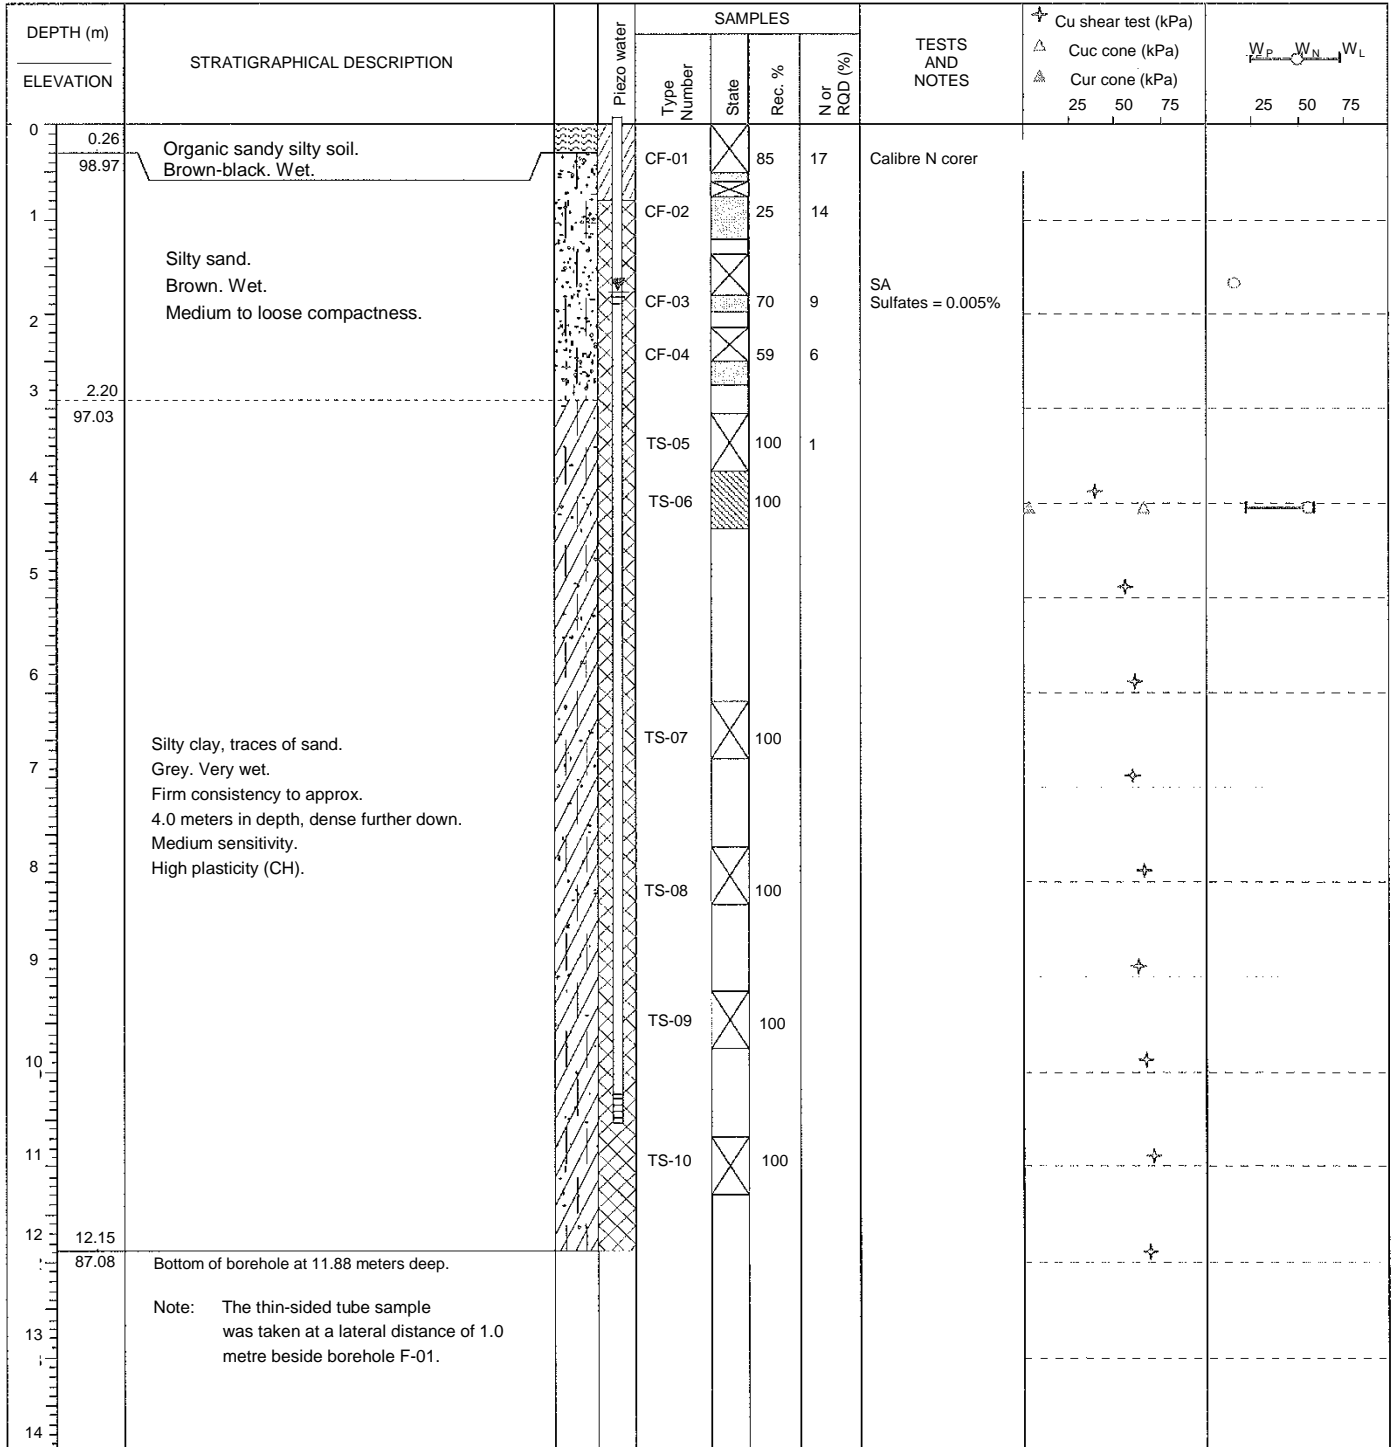 DEPTH (m)
ELEVATION
STRATIGRAPHICAL DESCRIPTION
Piezo water
SAMPLES
Type
Number
State
Rec. %
N or
RQD (%)
TESTS
AND
NOTES
Cu shear test (kPa)
Cuc cone (kPa)
Cur cone (kPa)
25 50 75
WP WN WL
25 50 75
0
0.26
98.97
Organic sandy silty soil.
Brown-black. Wet.
CF-01 85 17 Calibre N corer
1
CF-02 25 14
Silty sand.
Brown. Wet.
Medium to loose compactness.
SA
CF-03 70 9 Sulfates = 0.005%
2
CF-04 59 6
3
2.20
97.03
TS-05 100 1
4
TS-06 100
5
6
TS-07 100
Silty clay, traces of sand.
Grey. Very wet.
7
Firm consistency to approx.
4.0 meters in depth, dense further down.
Medium sensitivity.
High plasticity (CH).
8
TS-08 100
9
TS-09 100
10
11
TS-10 100
12
12.15
87.08
Bottom of borehole at 11.88 meters deep.
Note: The thin-sided tube sample
was taken at a lateral distance of 1.0
metre beside borehole F-01.
13
14